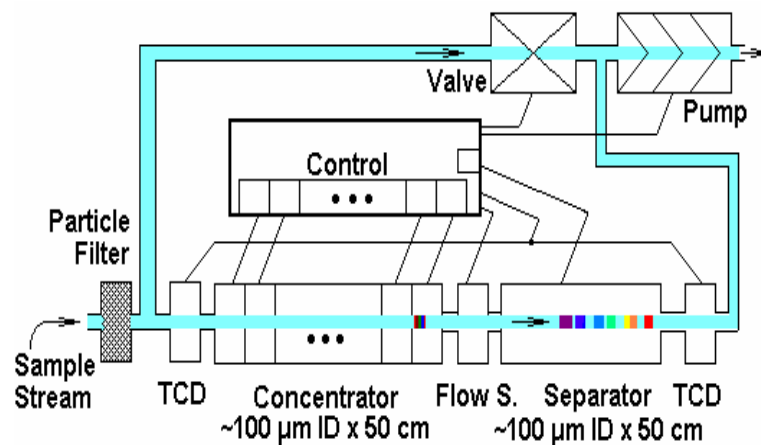 Valve
Pump
Control
• • •
Particle
Filter
• • •
Sample
Stream
TCD
Concentrator
~100 µm ID x 50 cm
Flow S.
Separator
~100 µm ID x 50 cm
TCD